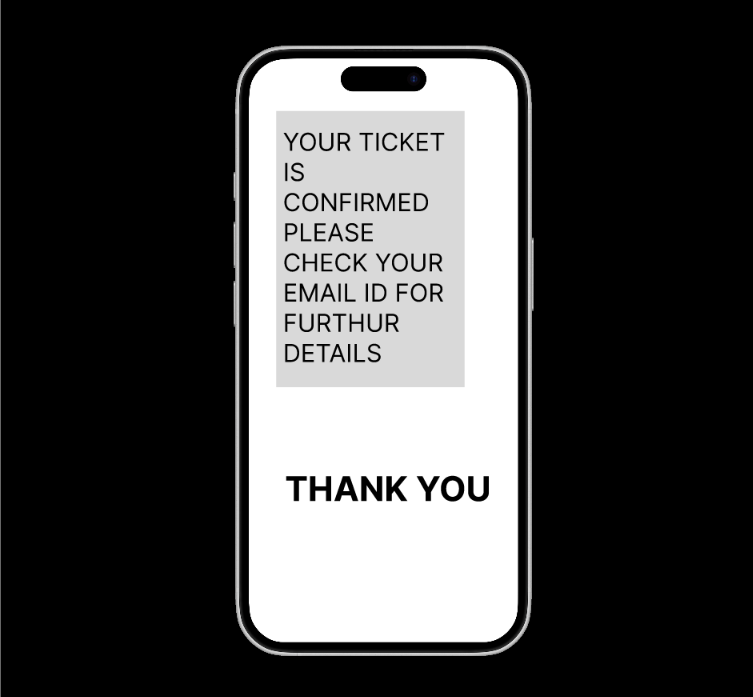 YOUR TICKET
IS
CONFIRMED
PLEASE
CHECK YOUR
EMAIL ID FOR
FURTHUR
DETAILS
THANK YOU